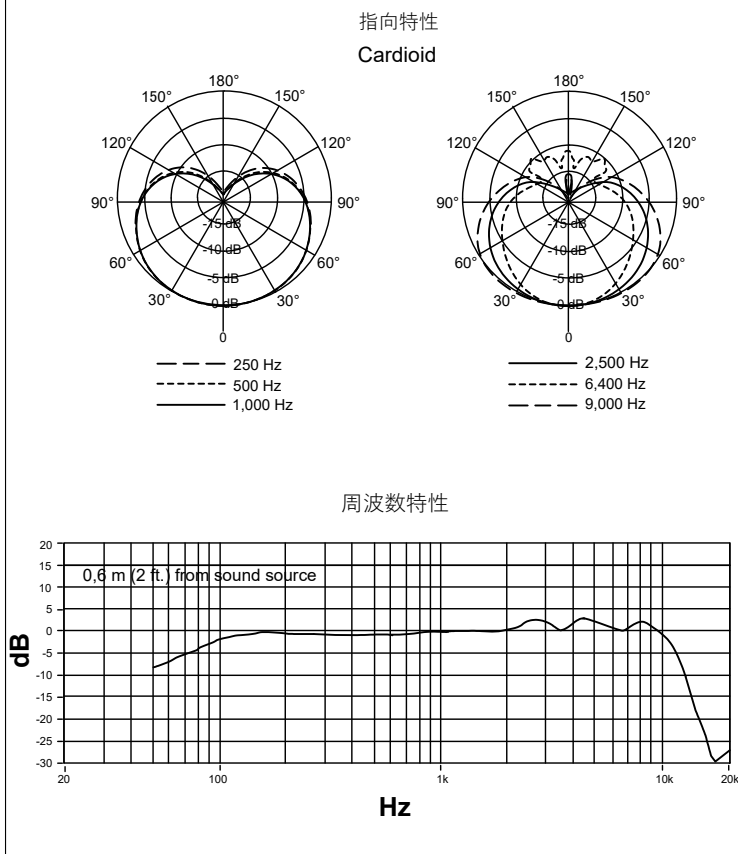 指向特性
Cardioid
180°
150° 150°
120° 120°
90° 90°
60° 60°
30° 30°
0
-15 dB
-10 dB
-5 dB
0 dB
250 Hz
500 Hz
1,000 Hz
180°
150° 150°
120° 120°
90° 90°
60° 60°
30° 30°
0
-15 dB
-10 dB
-5 dB
0 dB
2,500 Hz
6,400 Hz
9,000 Hz
周波数特性
0,6 m (2 ft.) from sound source
dB
20
15
10
5
0
-5
-10
-15
-20
-25
-30
20 100 1k 10k 20k
Hz